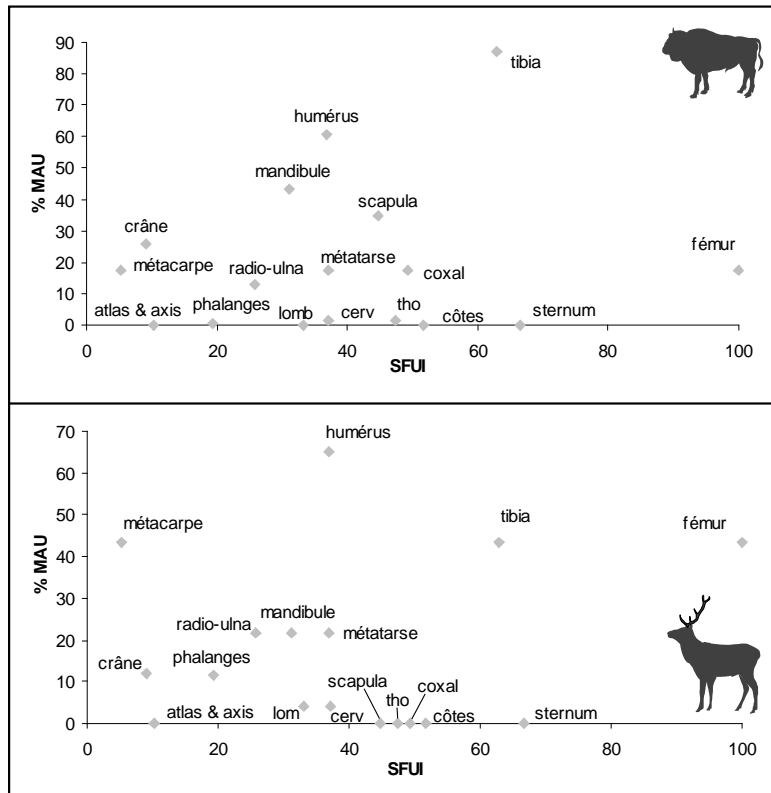 90
80
70
60
50
40
30
20
10
0
% MAU
tibia
humérus
mandibule
scapula
crâne
métacarpe
radio-ulna
métatarse
coxal
fémur
atlas & axis
phalanges
lomb
cerv
tho
côtes
sternum
0 20 40 60 80 100
SFUI
70
60
50
40
30
20
10
0
% MAU
humérus
métacarpe
tibia
fémur
radio-ulna
mandibule
métatarse
crâne
phalanges
scapula
tho
coxal
atlas & axis
lom
cerv
côtes
sternum
0 20 40 60 80 100
SFUI